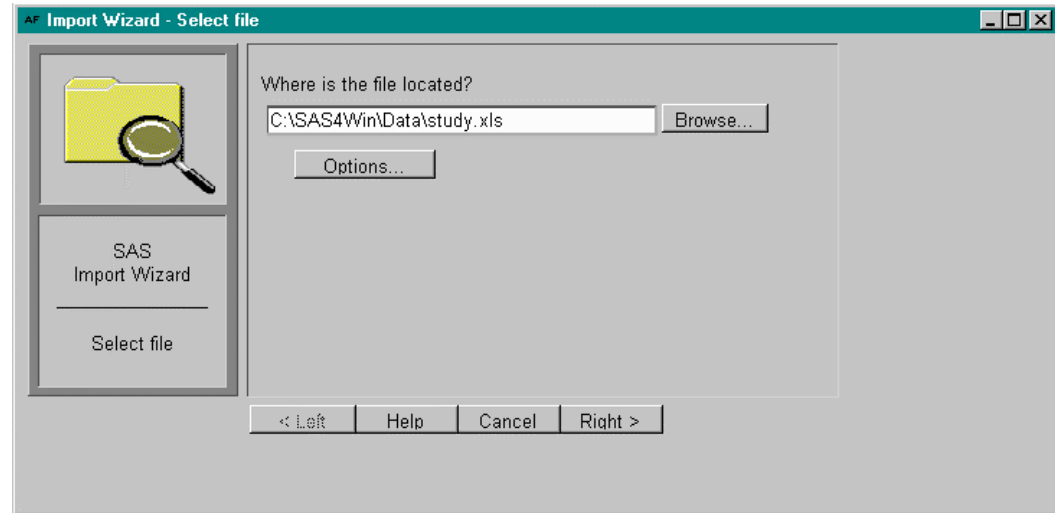 AF Import Wizard - Select file
Where is the file located?
C:\SAS4Win\Data\study.xls
Browse...
Options...
SAS
Import Wizard
Select file
< Left
Help
Cancel
Right >